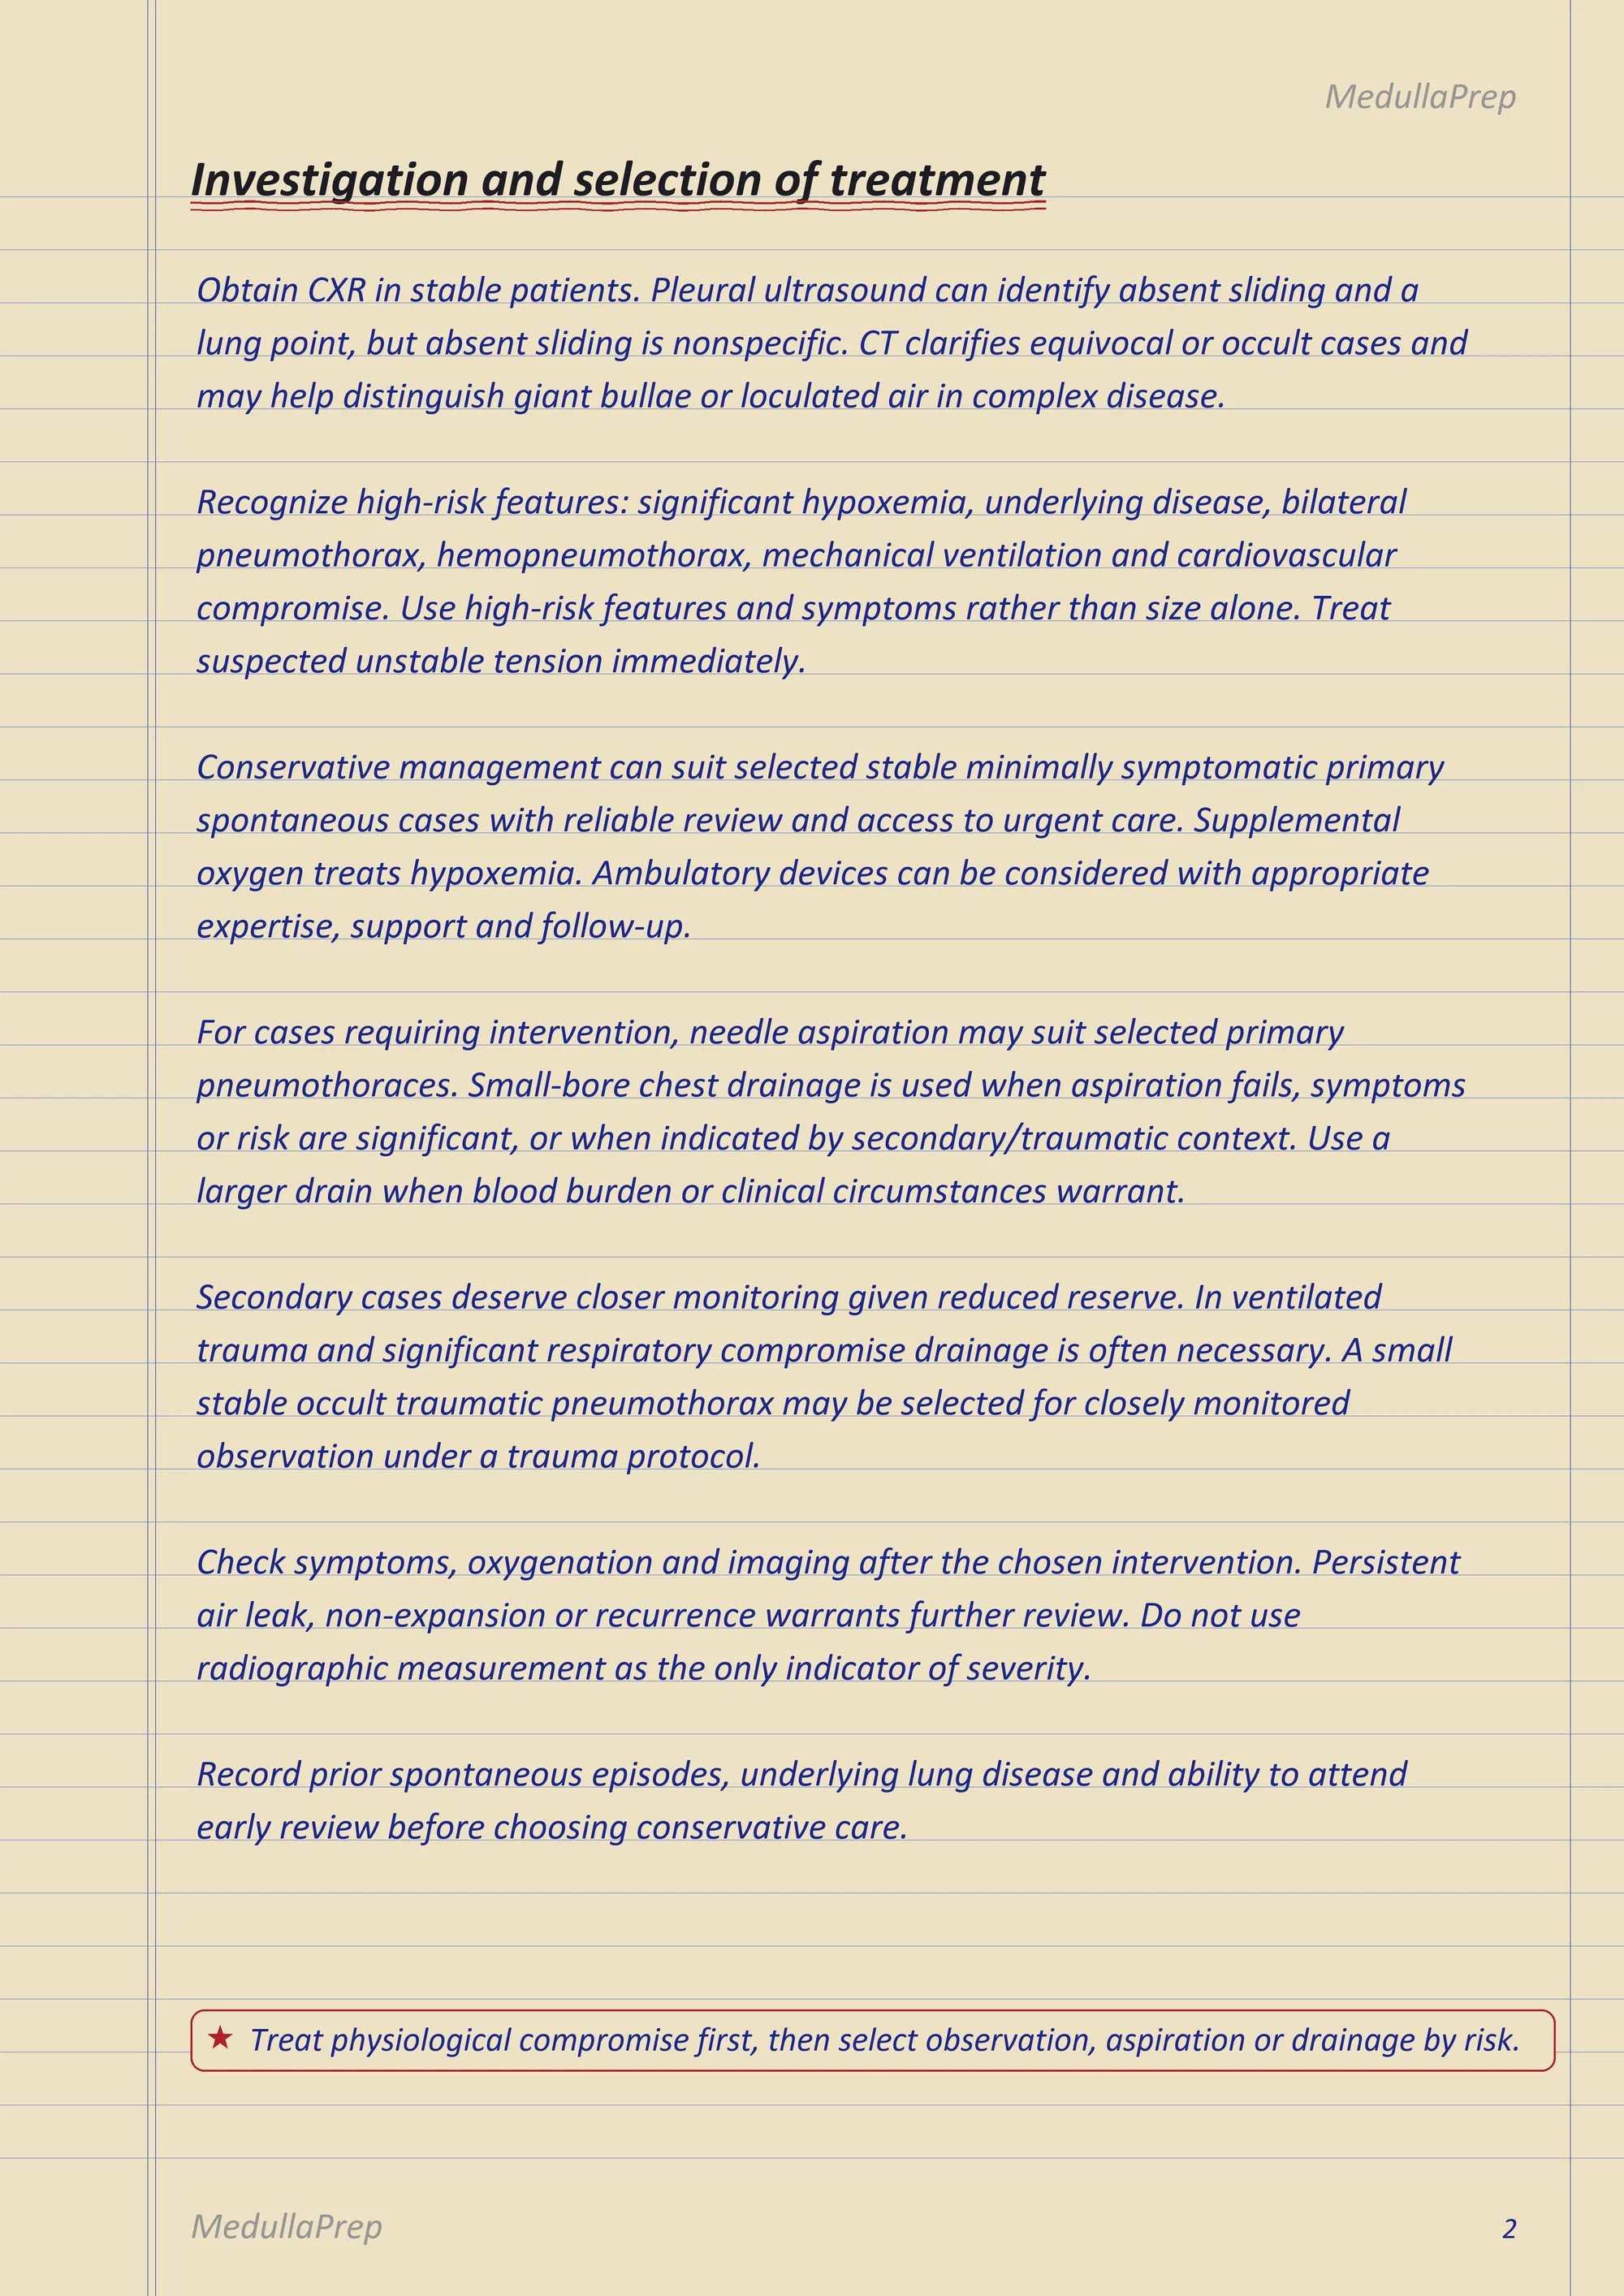 MedullaPrep
Investigation and selection of treatment
Obtain CXR in stable patients. Pleural ultrasound can identify absent sliding and a
lung point, but absent sliding is nonspecific. CT clarifies equivocal or occult cases and
may help distinguish giant bullae or loculated air in complex disease.
Recognize high-risk features: significant hypoxemia, underlying disease, bilateral
pneumothorax, hemopneumothorax, mechanical ventilation and cardiovascular
compromise. Use high-risk features and symptoms rather than size alone. Treat
suspected unstable tension immediately.
Conservative management can suit selected stable minimally symptomatic primary
spontaneous cases with reliable review and access to urgent care. Supplemental
oxygen treats hypoxemia. Ambulatory devices can be considered with appropriate
expertise, support and follow-up.
For cases requiring intervention, needle aspiration may suit selected primary
pneumothoraces. Small-bore chest drainage is used when aspiration fails, symptoms
or risk are significant, or when indicated by secondary/traumatic context. Use a
larger drain when blood burden or clinical circumstances warrant.
Secondary cases deserve closer monitoring given reduced reserve. In ventilated
trauma and significant respiratory compromise drainage is often necessary. A small
stable occult traumatic pneumothorax may be selected for closely monitored
observation under a trauma protocol.
Check symptoms, oxygenation and imaging after the chosen intervention. Persistent
air leak, non-expansion or recurrence warrants further review. Do not use
radiographic measurement as the only indicator of severity.
Record prior spontaneous episodes, underlying lung disease and ability to attend
early review before choosing conservative care.
★ Treat physiological compromise first, then select observation, aspiration or drainage by risk.
MedullaPrep
2